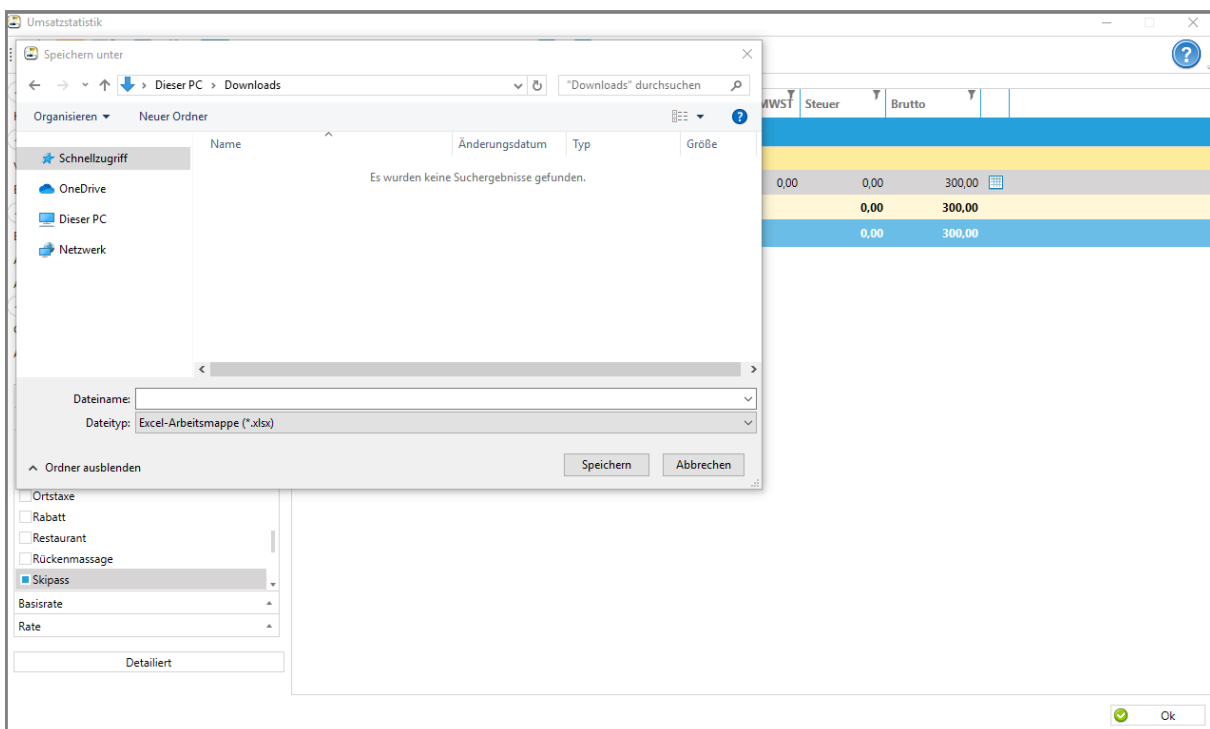 Umsatzstatistik
Speichern unter
Dieser PC > Downloads
"Downloads" durchsuchen
Organisieren
Neuer Ordner
Name
Änderungsdatum
Typ
Größe
Es wurden keine Suchergebnisse gefunden.
Schnellzugriff
OneDrive
Dieser PC
Netzwerk
MWST
Steuer
Brutto
0,00 0,00 300,00
0,00 300,00
0,00 300,00
Dateiname:
Dateityp: Excel-Arbeitsmappe (*.xlsx)
Ordner ausblenden
Speichern
Abbrechen
Ortstaxe
Rabatt
Restaurant
Rückenmassage
Skipass
Basisrate
Rate
Detailiert
Ok